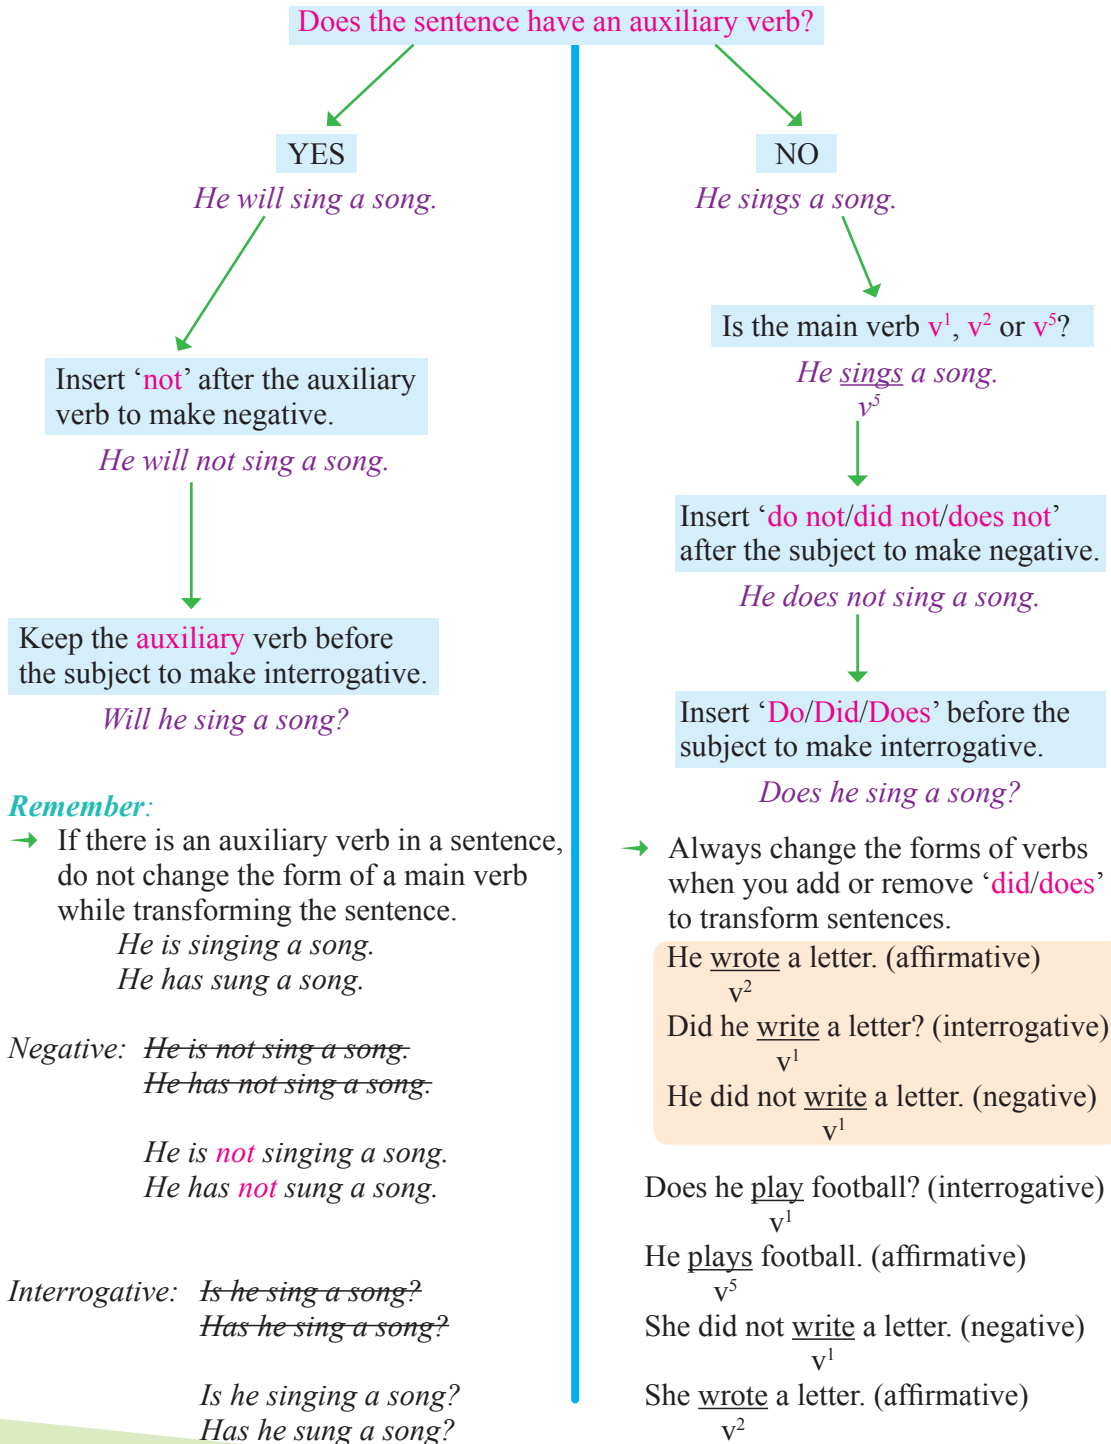 Does the sentence have an auxiliary verb?
YES
He will sing a song.
Insert ‘not’ after the auxiliary
verb to make negative.
He will not sing a song.
Keep the auxiliary verb before
the subject to make interrogative.
Will he sing a song?
Remember:
→ If there is an auxiliary verb in a sentence,
do not change the form of a main verb
while transforming the sentence.
He is singing a song.
He has sung a song.
Negative: He is not sing a song.
He has not sing a song.
He is not singing a song.
He has not sung a song.
Interrogative: Is he sing a song?
Has he sing a song?
Is he singing a song?
Has he sung a song?
NO
He sings a song.
Is the main verb v¹, v² or v⁵?
He sings a song.
v⁵
Insert ‘do not/did not/does not’
after the subject to make negative.
He does not sing a song.
Insert ‘Do/Did/Does’ before the
subject to make interrogative.
Does he sing a song?
→ Always change the forms of verbs
when you add or remove ‘did/does’
to transform sentences.
He wrote a letter. (affirmative)
v²
Did he write a letter? (interrogative)
v¹
He did not write a letter. (negative)
v¹
Does he play football? (interrogative)
v¹
He plays football. (affirmative)
v⁵
She did not write a letter. (negative)
v¹
She wrote a letter. (affirmative)
v²